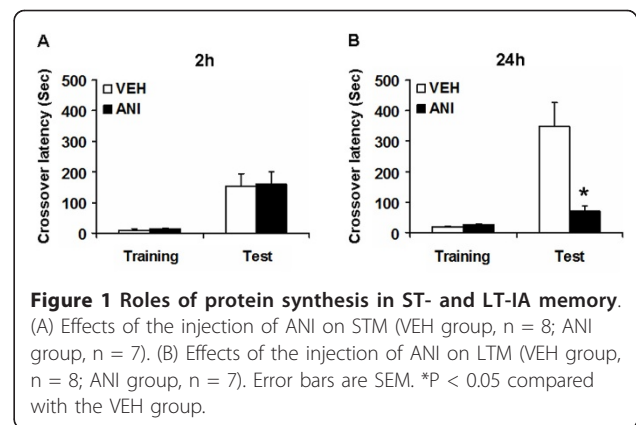 A
2h
Crossover latency (Sec)
500
400
300
200
100
0
VEH
ANI
Training Test
B
24h
Crossover latency (Sec)
500
400
300
200
100
0
VEH
ANI
*
Training Test
Figure 1 Roles of protein synthesis in ST- and LT-IA memory.
(A) Effects of the injection of ANI on STM (VEH group, n = 8; ANI
group, n = 7). (B) Effects of the injection of ANI on LTM (VEH group,
n = 8; ANI group, n = 7). Error bars are SEM. *P < 0.05 compared
with the VEH group.